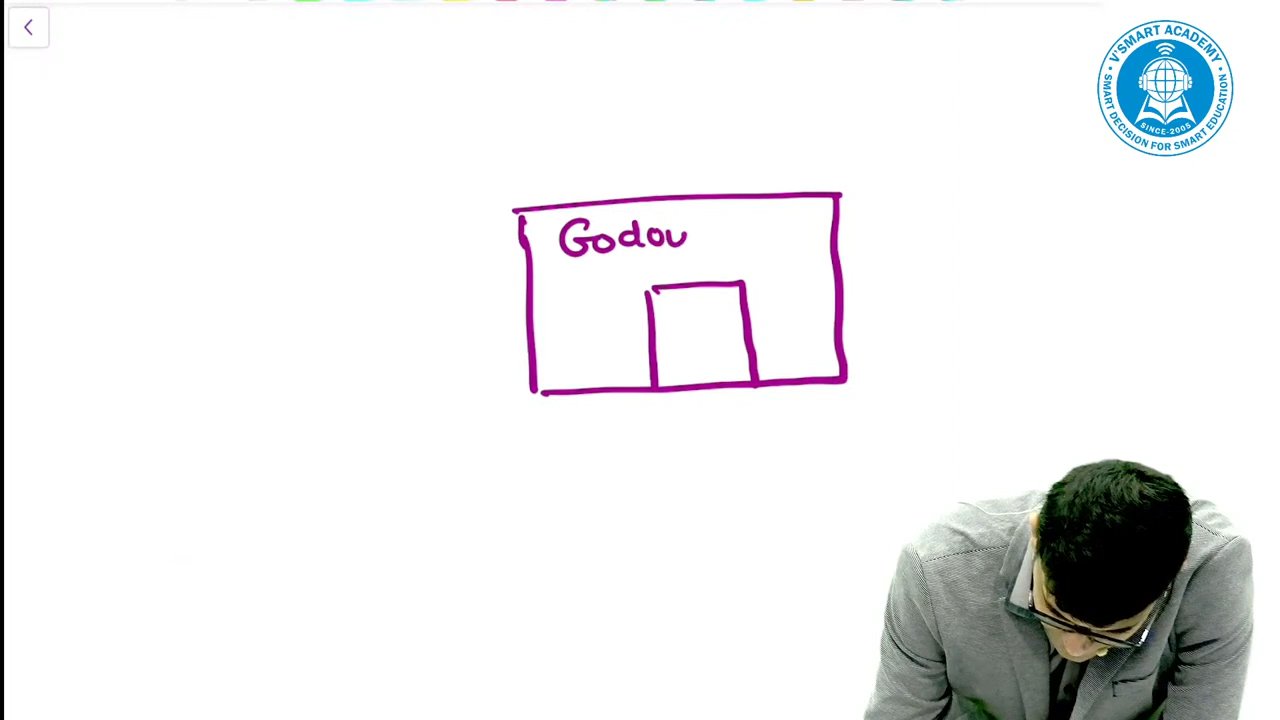 V'SMART ACADEMY
SMART DECISION FOR SMART EDUCATION
SINCE-2005
Godou